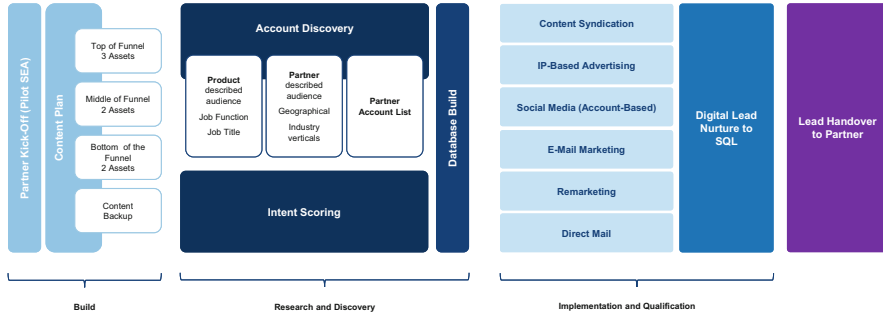 Partner Kick-Off (Pilot SEA)
Content Plan
Top of Funnel
3 Assets
Middle of Funnel
2 Assets
Bottom of the
Funnel
2 Assets
Content
Backup
Account Discovery
Product
described
audience
Job Function
Job Title
Partner
described
audience
Geographical
Industry
verticals
Partner
Account List
Intent Scoring
Database Build
Content Syndication
IP-Based Advertising
Social Media (Account-Based)
E-Mail Marketing
Remarketing
Direct Mail
Digital Lead
Nurture to
SQL
Lead Handover
to Partner
Build
Research and Discovery
Implementation and Qualification